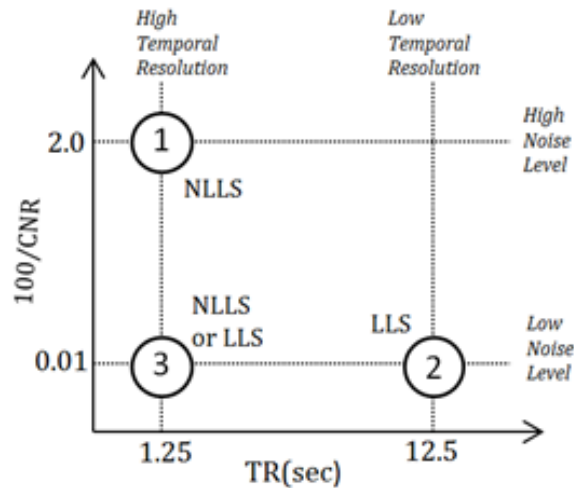 High
Temporal
Resolution
Low
Temporal
Resolution
2.0
1
High
Noise
Level
NLLS
100/CNR
NLLS
or LLS
LLS
0.01
3
2
Low
Noise
Level
1.25
12.5
TR(sec)